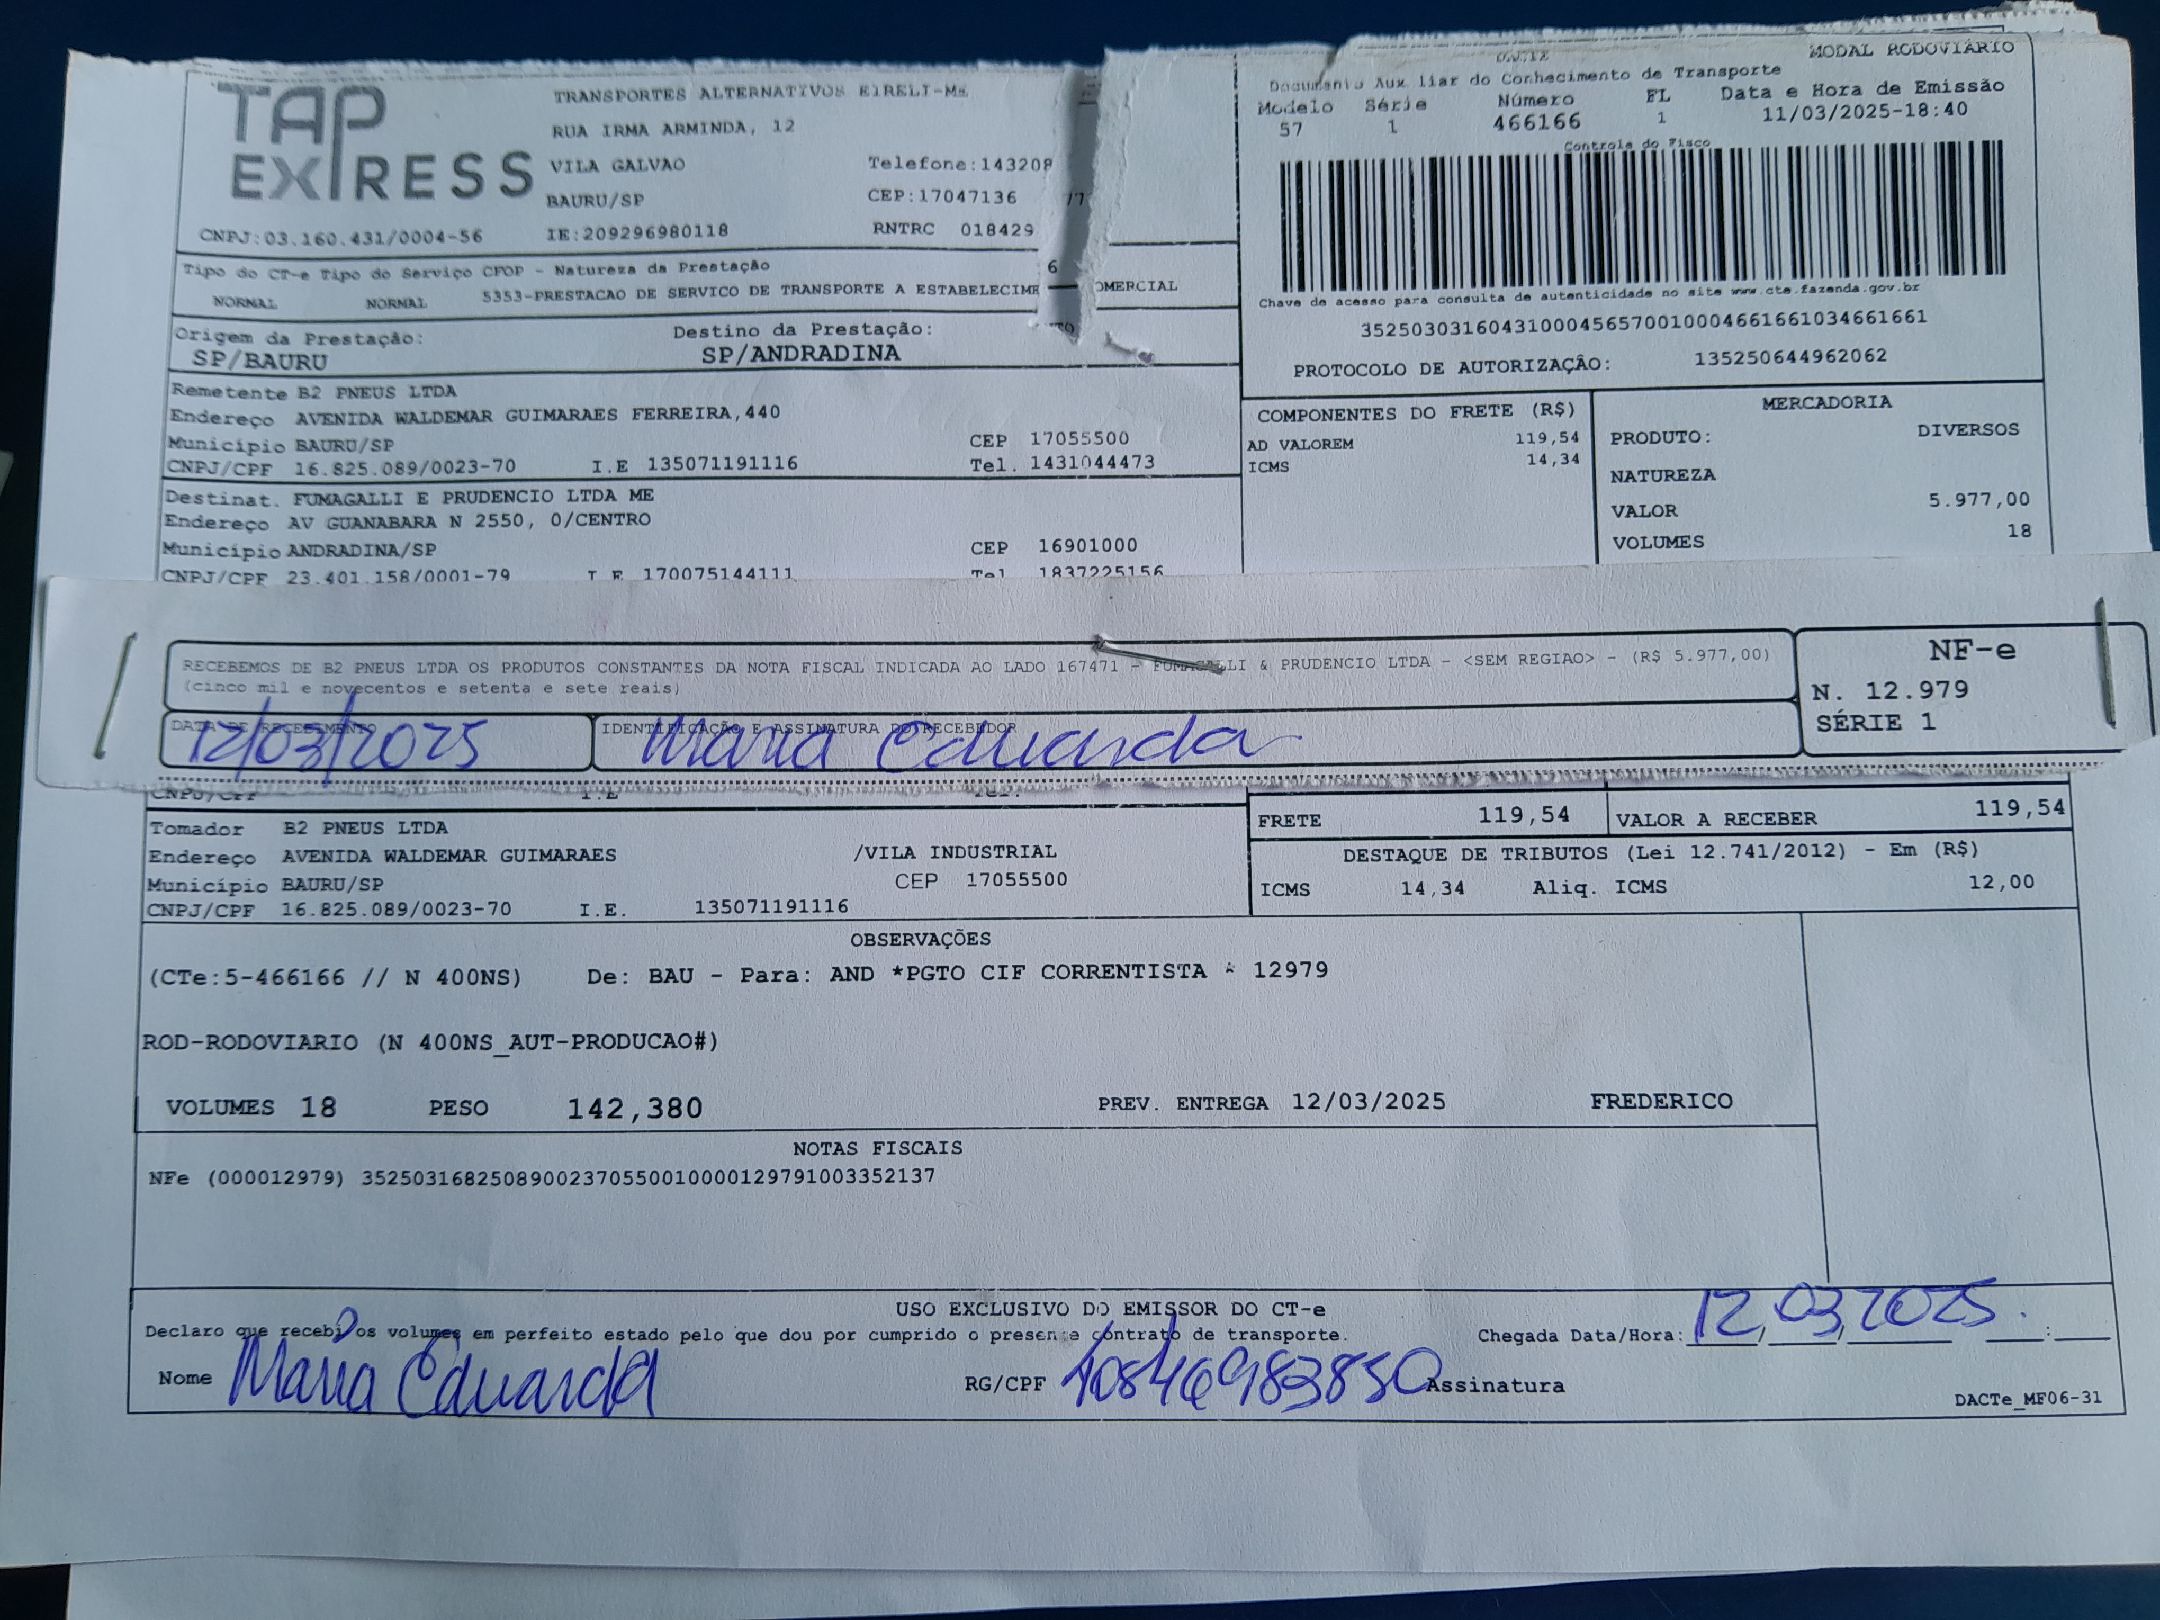 TAP EXPRESS
TRANSPORTES ALTERNATIVOS EIRELI-ME
RUA IRMA ARMINDA, 12
VILA GALVAO Telefone:143208
BAURU/SP CEP:17047136
CNPJ:03.160.431/0004-56 IE:209296980118 RNTRC 018429
Tipo do CT-e Tipo do Serviço CFOP - Natureza da Prestação
NORMAL NORMAL 5353-PRESTACAO DE SERVICO DE TRANSPORTE A OMERCIAL
Origem da Prestação: Destino da Prestação:
SP/BAURU SP/ANDRADINA
Remetente B2 PNEUS LTDA
Endereço AVENIDA WALDEMAR GUIMARAES FERREIRA,440
Município BAURU/SP CEP 17055500
CNPJ/CPF 16.825.089/0023-70 I.E 135071191116 Tel. 1431044473
Destinat. FUMAGALLI E PRUDENCIO LTDA ME
Endereço AV GUANABARA N 2550, 0/CENTRO
Município ANDRADINA/SP CEP 16901000
CNPJ/CPF 23.401.158/0001-79 I E 170075144111 Tel 1837225156
MODAL RODOVIÁRIO
Documento Auxiliar do Conhecimento de Transporte
Modelo Série Número FL Data e Hora de Emissão
57 1 466166 1 11/03/2025-18:40
Controle do Fisco
Chave de acesso para consulta de autenticidade no site www.cte.fazenda.gov.br
35250303160431000456570010004661661034661661
PROTOCOLO DE AUTORIZAÇÃO: 135250644962062
COMPONENTES DO FRETE (R$)
AD VALOREM 119,54
ICMS 14,34
MERCADORIA
PRODUTO: DIVERSOS
NATUREZA
VALOR 5.977,00
VOLUMES 18
RECEBEMOS DE B2 PNEUS LTDA OS PRODUTOS CONSTANTES DA NOTA FISCAL INDICADA AO LADO 167471 - FUMAGALLI & PRUDENCIO LTDA - <SEM REGIAO> - (R$ 5.977,00)
(cinco mil e novecentos e setenta e sete reais)
DATA DE RECEBIMENTO IDENTIFICAÇÃO E ASSINATURA DO RECEBEDOR
12/03/2025 Maria Eduarda
NF-e
N. 12.979
SÉRIE 1
CNPJ/CPF I.E
Tomador B2 PNEUS LTDA
Endereço AVENIDA WALDEMAR GUIMARAES /VILA INDUSTRIAL
Município BAURU/SP CEP 17055500
CNPJ/CPF 16.825.089/0023-70 I.E. 135071191116
FRETE 119,54 VALOR A RECEBER 119,54
DESTAQUE DE TRIBUTOS (Lei 12.741/2012) - Em (R$)
ICMS 14,34 Aliq. ICMS 12,00
OBSERVAÇÕES
(CTe:5-466166 // N 400NS) De: BAU - Para: AND *PGTO CIF CORRENTISTA * 12979
ROD-RODOVIARIO (N 400NS_AUT-PRODUCAO#)
VOLUMES 18 PESO 142,380 PREV. ENTREGA 12/03/2025 FREDERICO
NOTAS FISCAIS
NFe (000012979) 35250316825089002370550010000129791003352137
USO EXCLUSIVO DO EMISSOR DO CT-e
Declaro que recebi os volumes em perfeito estado pelo que dou por cumprido o presente contrato de transporte. Chegada Data/Hora: 12,03,2025
Nome Maria Eduarda RG/CPF 40846983850 Assinatura
DACTe_MF06-31